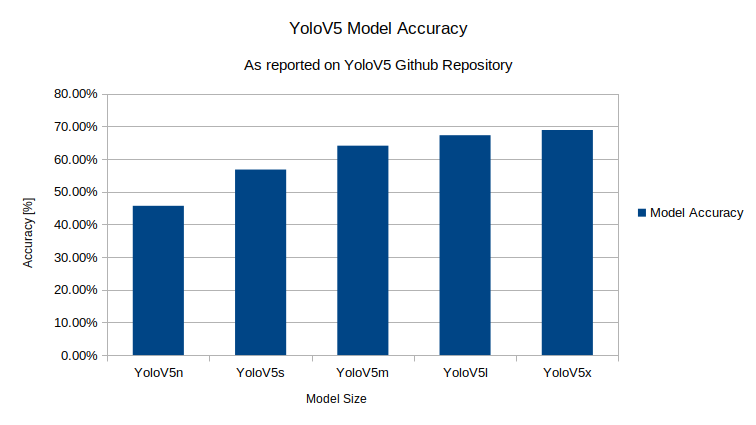 YoloV5 Model Accuracy
As reported on YoloV5 Github Repository
80.00%
70.00%
60.00%
50.00%
40.00%
30.00%
20.00%
10.00%
0.00%
Accuracy [%]
YoloV5n YoloV5s YoloV5m YoloV5l YoloV5x
Model Size
Model Accuracy